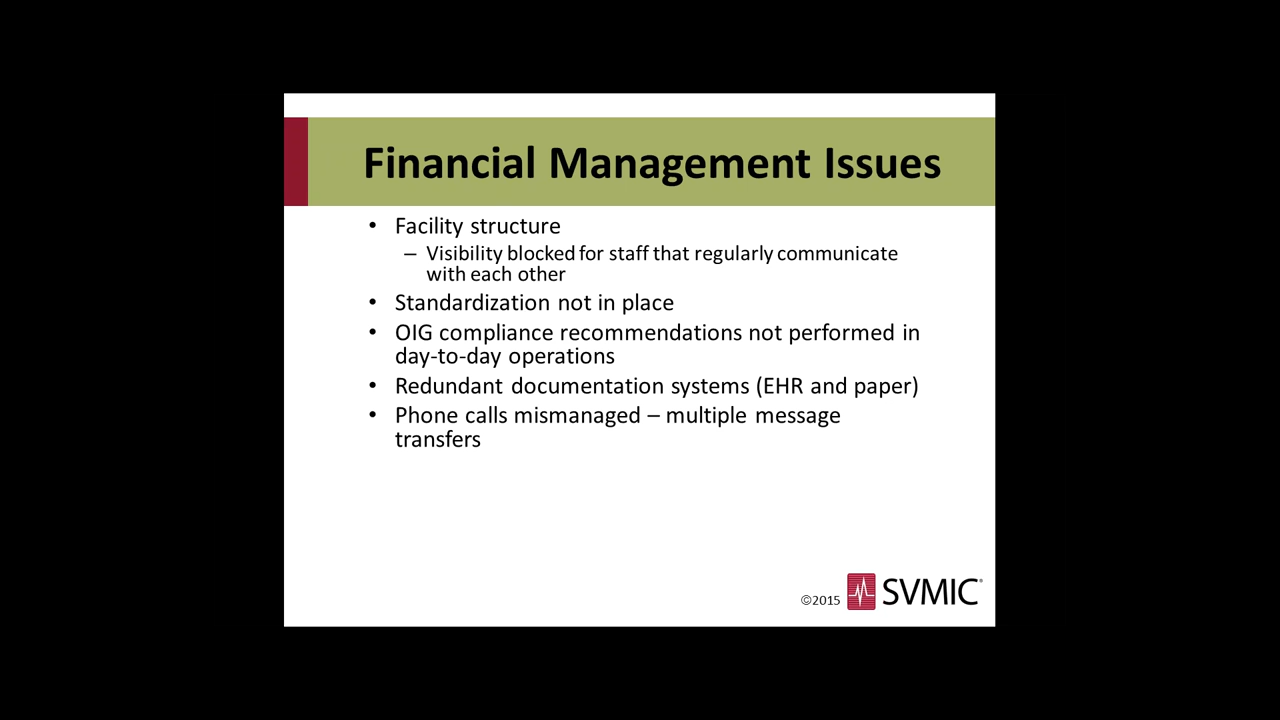 Financial Management Issues
• Facility structure
– Visibility blocked for staff that regularly communicate
with each other
• Standardization not in place
• OIG compliance recommendations not performed in
day-to-day operations
• Redundant documentation systems (EHR and paper)
• Phone calls mismanaged – multiple message
transfers
©2015 SVMIC®